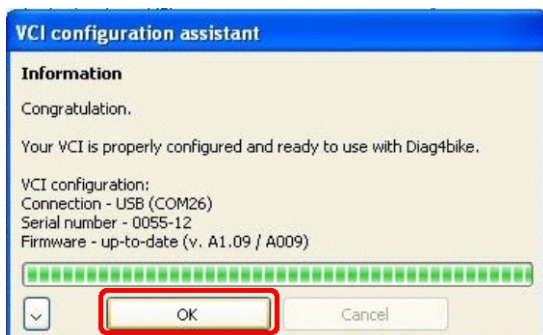 VCI configuration assistant
Information
Congratulation.
Your VCI is properly configured and ready to use with Diag4bike.
VCI configuration:
Connection - USB (COM26)
Serial number - 0055-12
Firmware - up-to-date (v. A1.09 / A009)
OK
Cancel